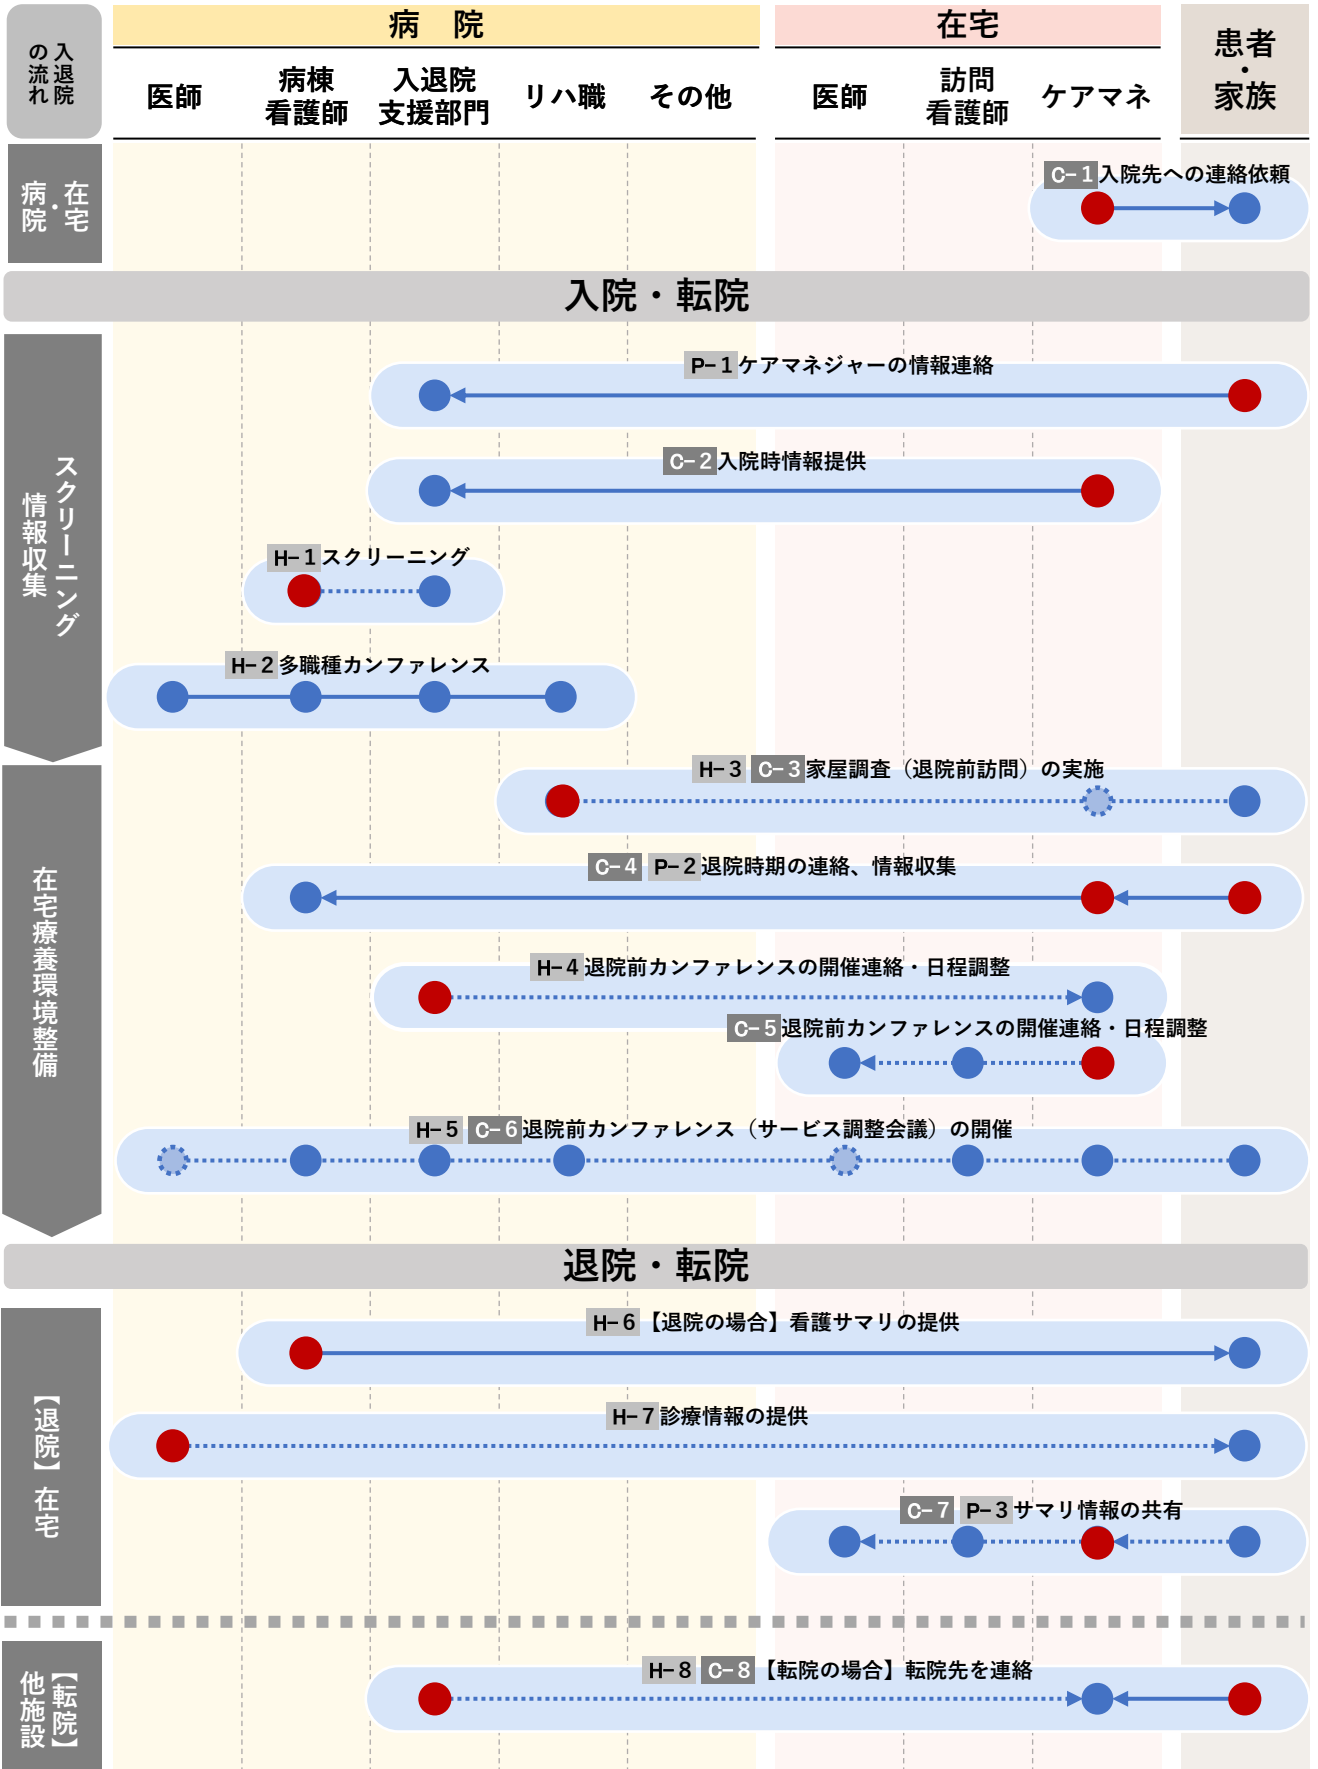 入退院
の流れ
病　院
在宅
患者
・
家族
医師
病棟
看護師
入退院
支援部門
リハ職
その他
医師
訪問
看護師
ケアマネ
在宅
・
病院
C−1入院先への連絡依頼
入院・転院
スクリーニング
情報収集
P−1ケアマネジャーの情報連絡
C−2入院時情報提供
H−1スクリーニング
H−2多職種カンファレンス
在宅療養環境整備
H−3 C−3家屋調査（退院前訪問）の実施
C−4 P−2退院時期の連絡、情報収集
H−4退院前カンファレンスの開催連絡・日程調整
C−5退院前カンファレンスの開催連絡・日程調整
H−5 C−6退院前カンファレンス（サービス調整会議）の開催
退院・転院
【退院】在宅
H−6【退院の場合】看護サマリの提供
H−7診療情報の提供
C−7 P−3サマリ情報の共有
【転院】
他施設
H−8 C−8【転院の場合】転院先を連絡